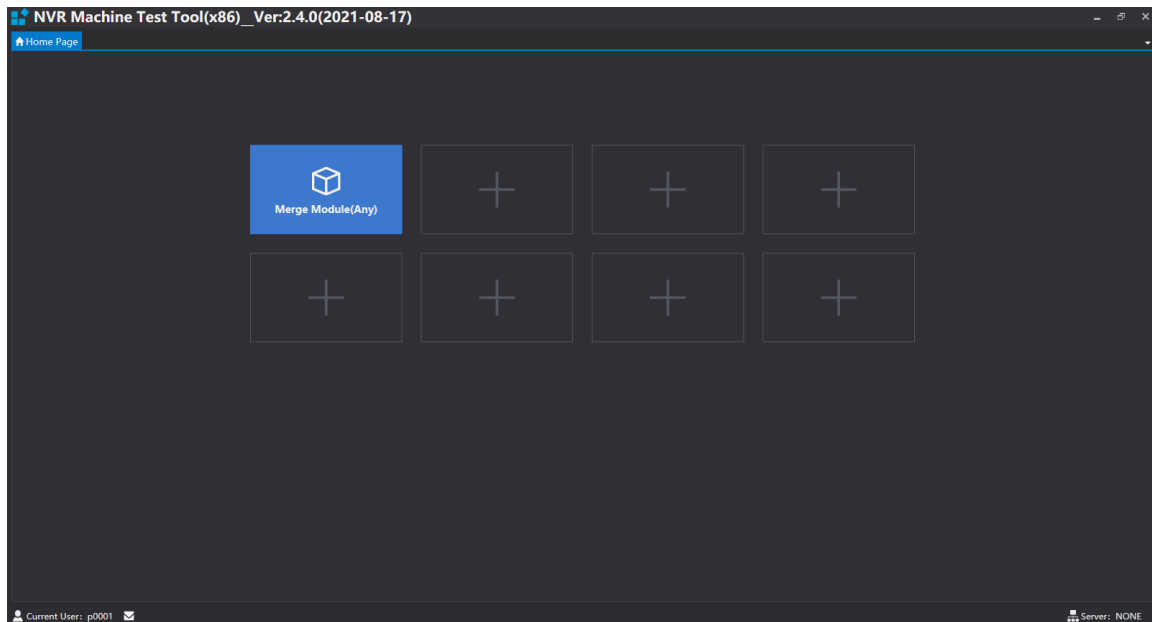 NVR Machine Test Tool(x86)__Ver:2.4.0(2021-08-17)
Home Page
Merge Module(Any)
Current User: p0001
Server: NONE